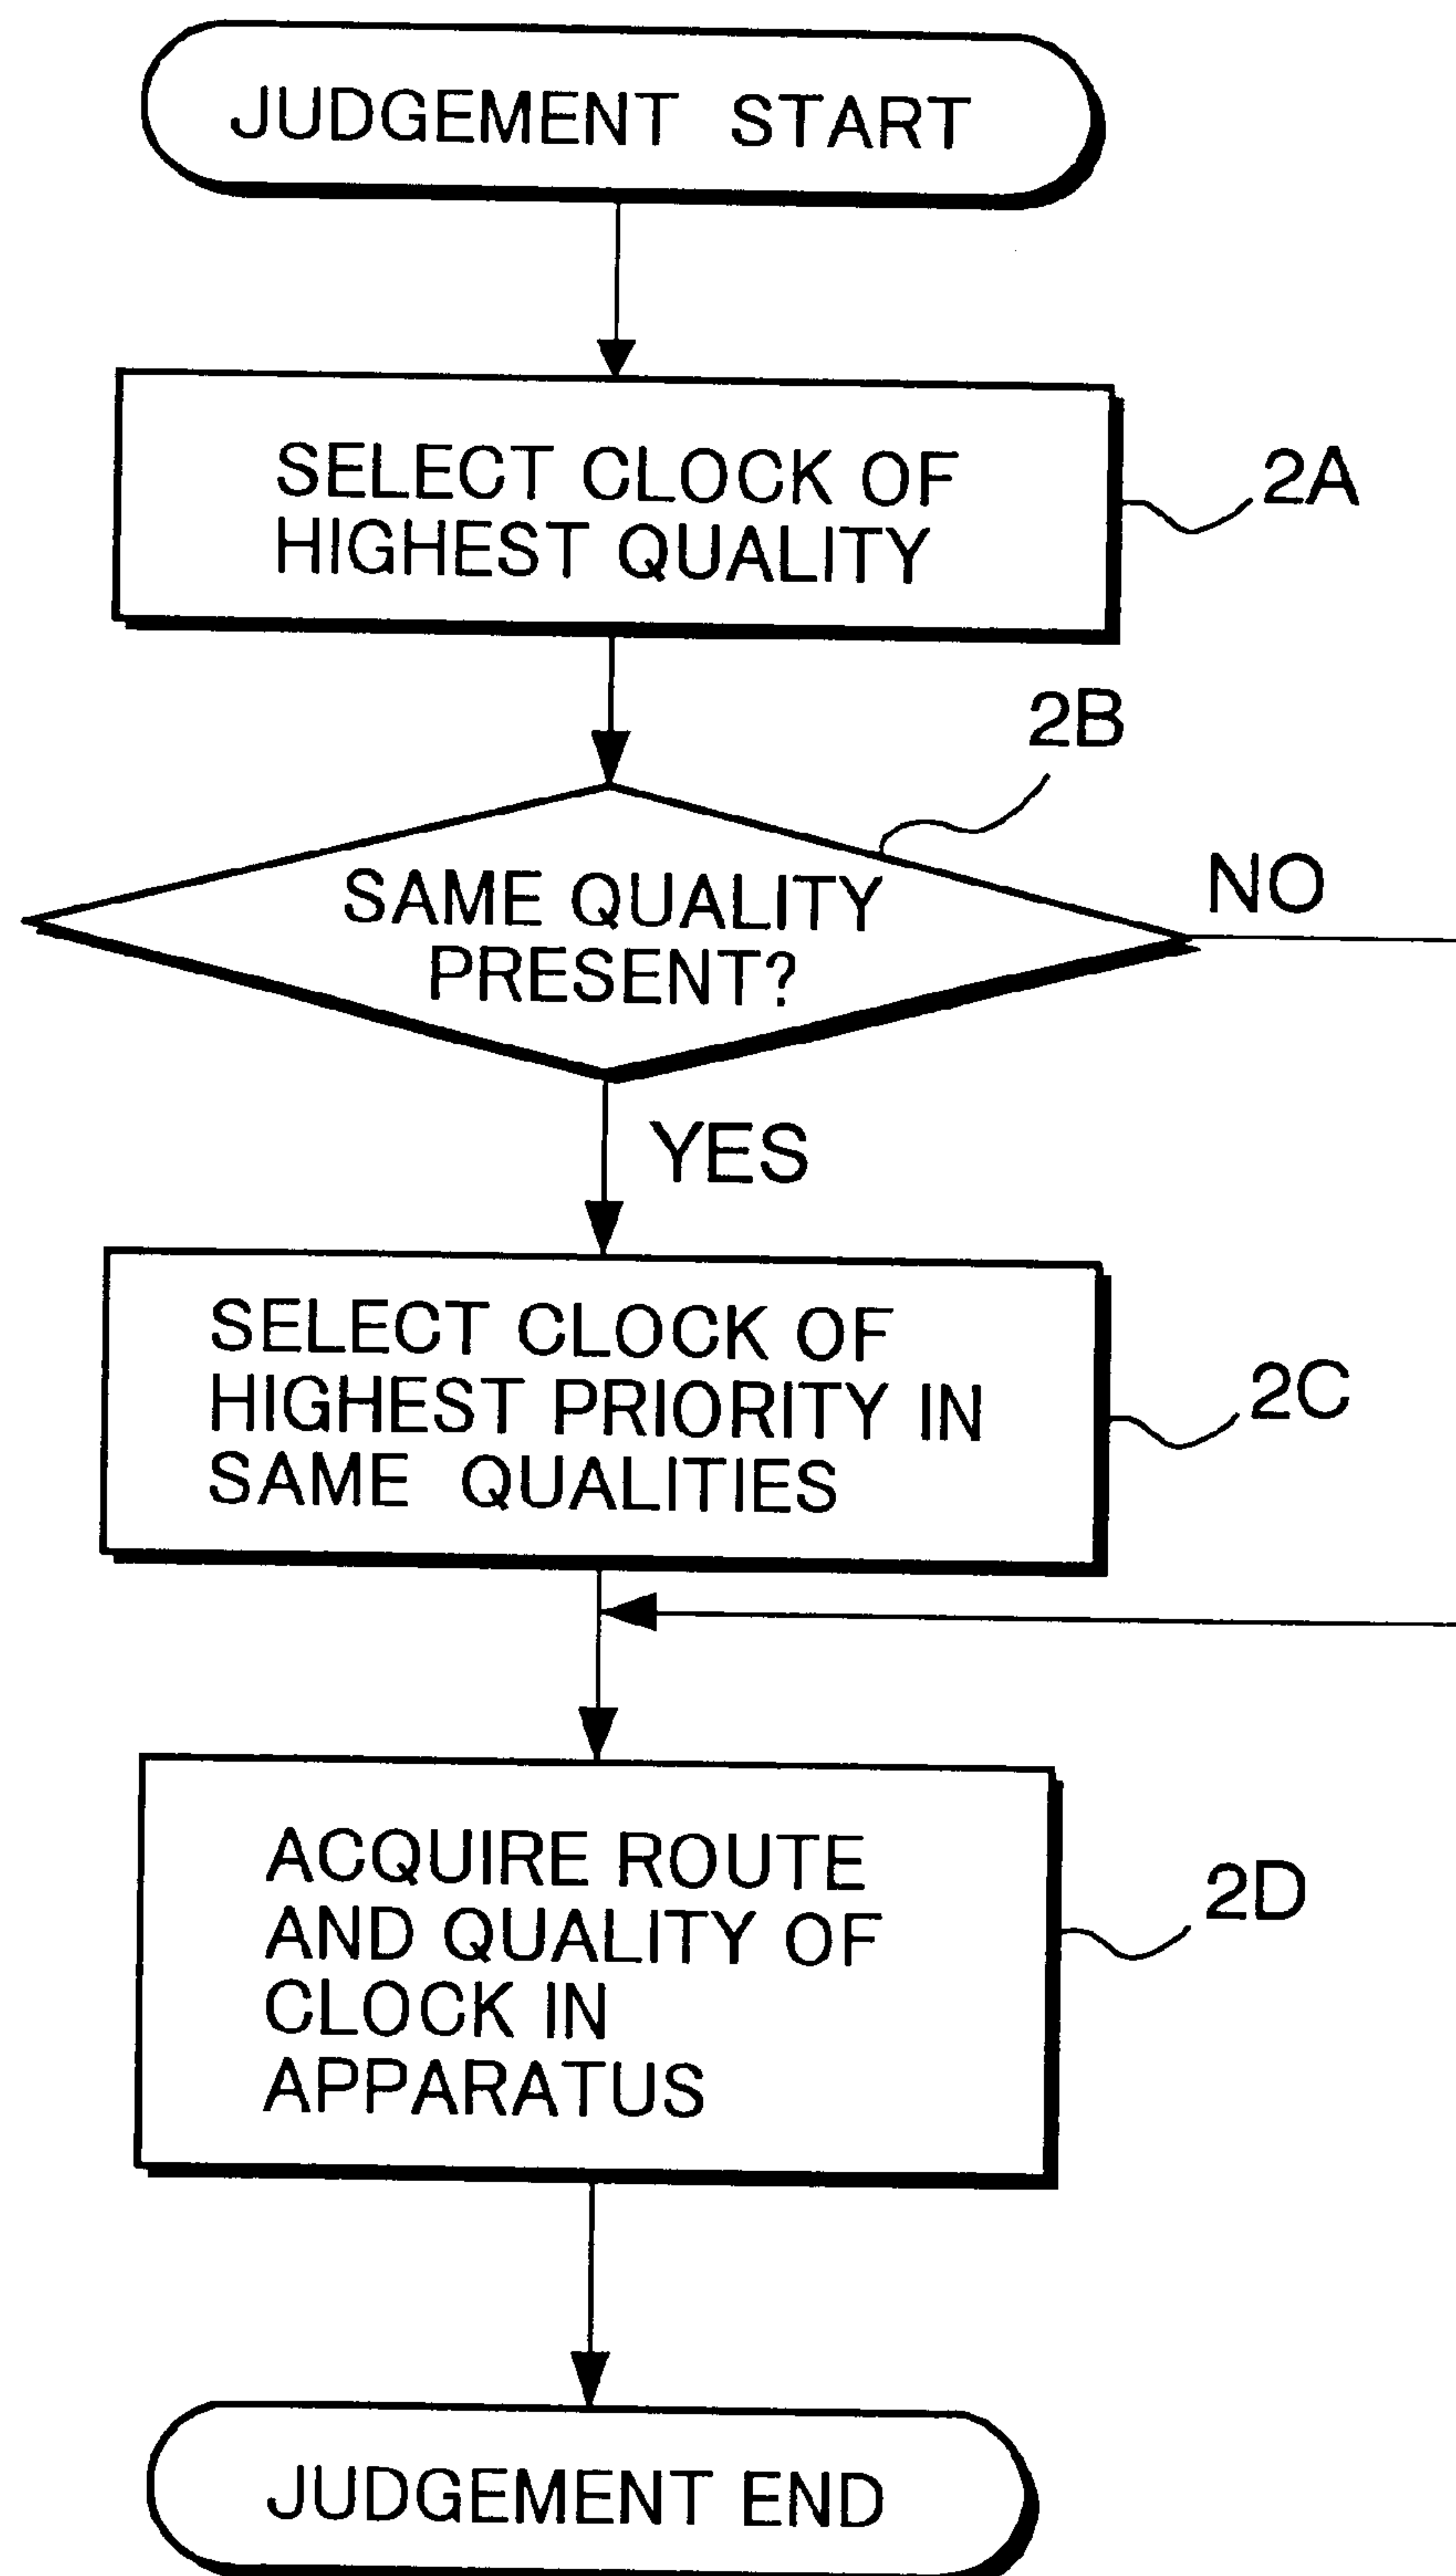 JUDGEMENT START
SELECT CLOCK OF
HIGHEST QUALITY
2A
2B
SAME QUALITY
PRESENT?
NO
YES
SELECT CLOCK OF
HIGHEST PRIORITY IN
SAME QUALITIES
2C
ACQUIRE ROUTE
AND QUALITY OF
CLOCK IN
APPARATUS
2D
JUDGEMENT END